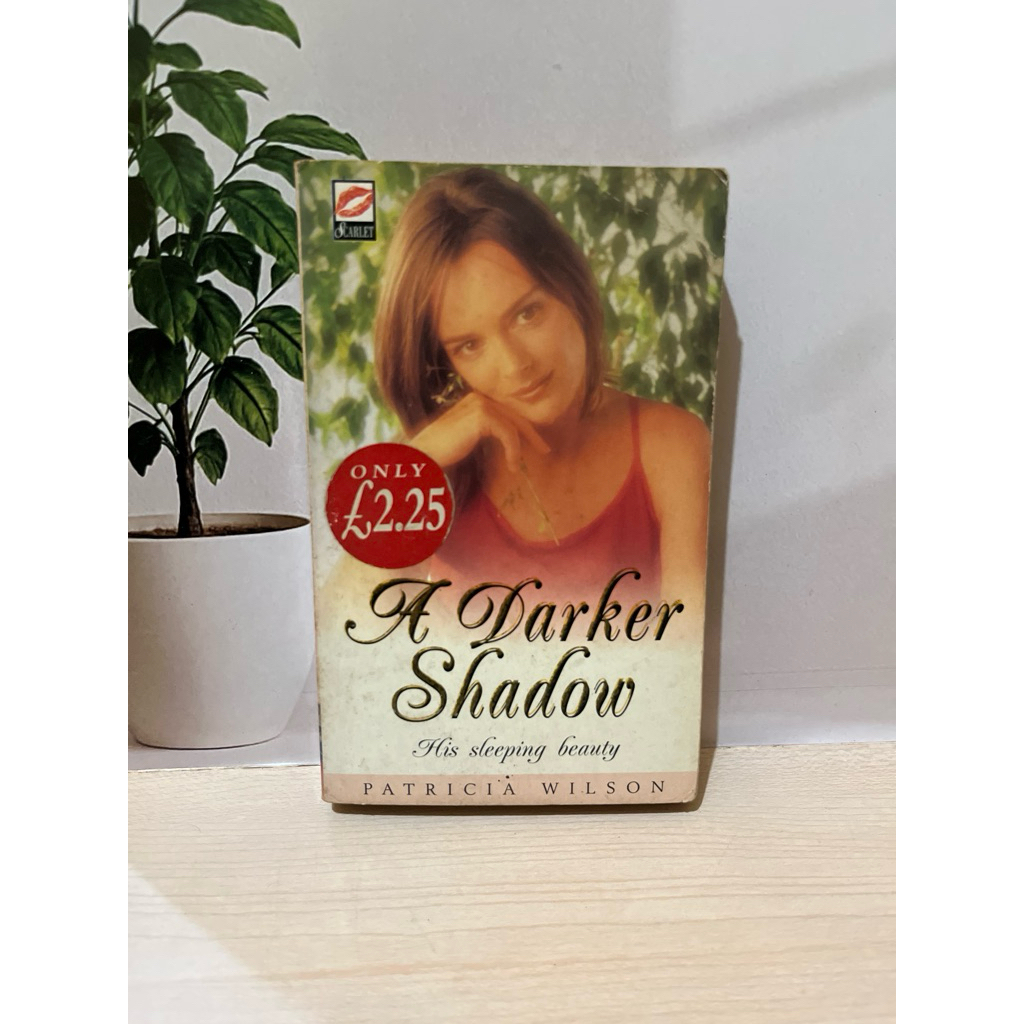 SCARLET
ONLY
£2.25
A Darker
Shadow
His sleeping beauty
PATRICIA WILSON